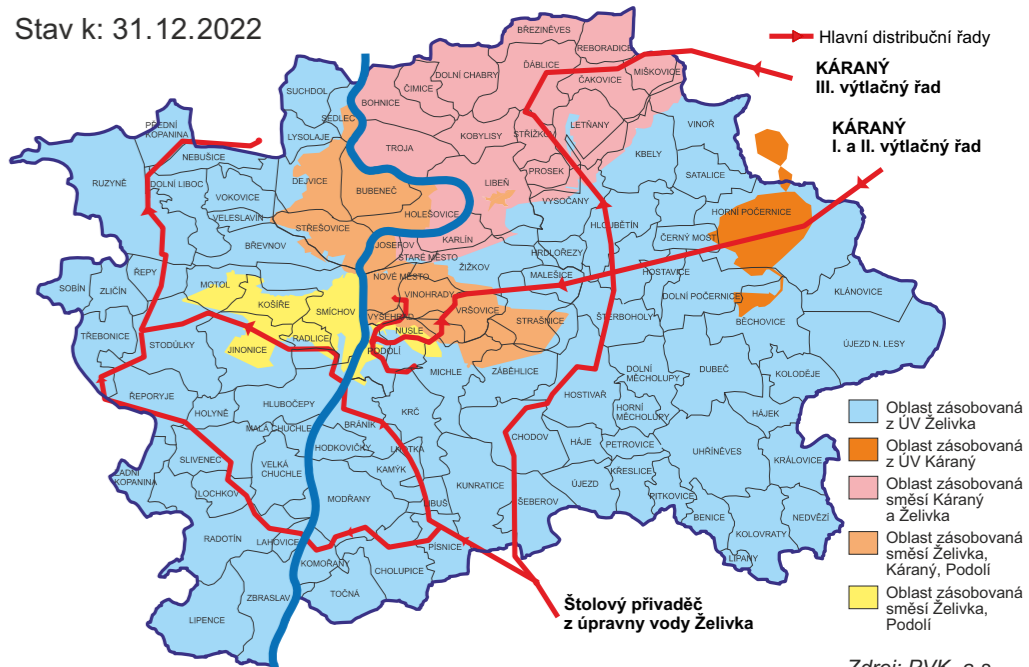 Stav k: 31.12.2022
Hlavní distribuční řady
KÁRANÝ
III. výtlačný řad
KÁRANÝ
I. a II. výtlačný řad
BŘEZINĚVES
REBORADICE
ĎÁBLICE
MIŠKOVICE
DOLNÍ CHABRY
ČAKOVICE
ČIMICE
SUCHDOL
BOHNICE
SEDLEC
LETŇANY
PŘEDNÍ
KOPANINA
LYSOLAJE
KOBYLISY
STŘÍŽKOV
VINOŘ
TROJA
NEBUŠICE
KBELY
PROSEK
SATALICE
RUZYNĚ
DOLNÍ LIBOC
DEJVICE
BUBENEČ
LIBEŇ
VOKOVICE
VYSOČANY
HOLEŠOVICE
HORNÍ POČERNICE
VELESLAVÍN
STŘEŠOVICE
HLOUBĚTÍN
KARLÍN
ČERNÝ MOST
BŘEVNOV
JOSEFOV
STARÉ MĚSTO
HRDLOŘEZY
ŽIŽKOV
MALEŠICE
HOSTAVICE
ŘEPY
NOVÉ MĚSTO
SOBÍN
ZLIČÍN
MOTOL
VINOHRADY
DOLNÍ POČERNICE
KLÁNOVICE
KOŠÍŘE
SMÍCHOV
VRŠOVICE
VYŠEHRAD
STRAŠNICE
ŠTĚRBOHOLY
BĚCHOVICE
TŘEBONICE
STODŮLKY
RADLICE
NUSLE
JINONICE
PODOLÍ
ÚJEZD N. LESY
MICHLE
ZÁBĚHLICE
DOLNÍ
MĚCHOLUPY
DUBEČ
KOLODĚJE
ŘEPORYJE
HLUBOČEPY
HOSTIVAŘ
HOLYNĚ
KRČ
HORNÍ
MĚCHOLUPY
HÁJEK
MALÁ CHUCHLE
BRÁNÍK
CHODOV
HÁJE
PETROVICE
HODKOVIČKY
LHOTKA
UHŘÍNĚVES
SLIVENEC
VELKÁ
CHUCHLE
KRÁLOVICE
ZADNÍ
KOPANINA
KAMÝK
KŘESLICE
KUNRATICE
ÚJEZD
LOCHKOV
MODŘANY
LIBUŠ
ŠEBEROV
PITKOVICE
BENICE
NEDVĚZÍ
KOLOVRATY
RADOTÍN
LAHOVICE
PÍSNICE
LIPANY
KOMOŘANY
CHOLUPICE
TOČNÁ
ZBRASLAV
LIPENCE
Štolový přivaděč
z úpravny vody Želivka
Oblast zásobovaná
z ÚV Želivka
Oblast zásobovaná
z ÚV Káraný
Oblast zásobovaná
směsí Káraný
a Želivka
Oblast zásobovaná
směsí Želivka,
Káraný, Podolí
Oblast zásobovaná
směsí Želivka,
Podolí